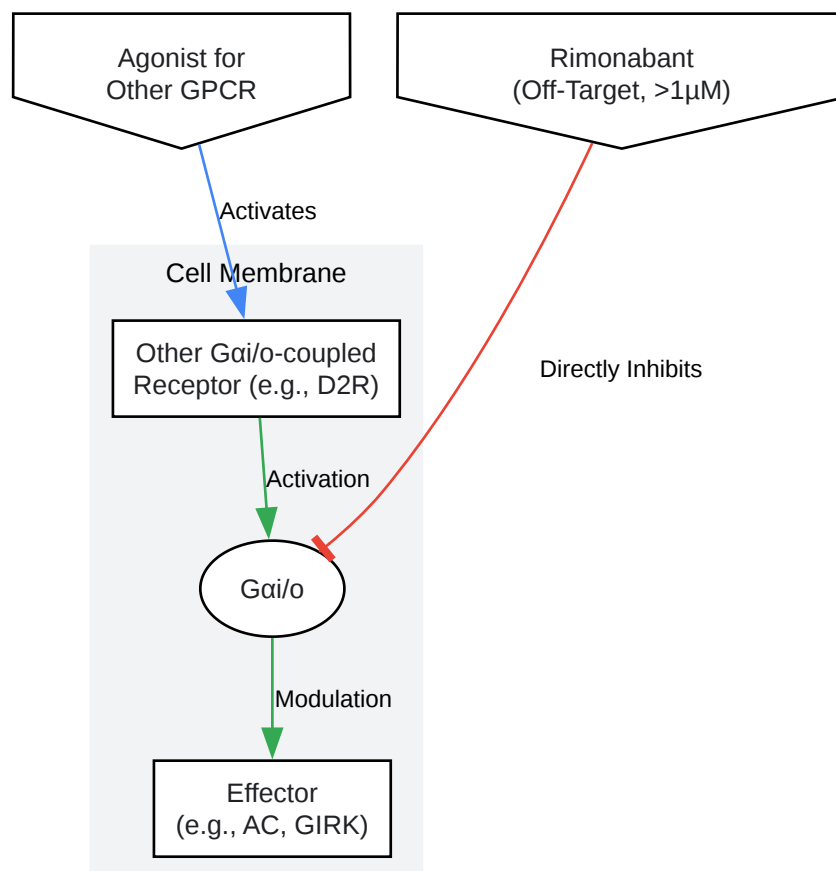 Agonist for
Other GPCR
Rimonabant
(Off-Target, >1µM)
Activates
Cell Membrane
Other Gαi/o-coupled
Receptor (e.g., D2R)
Directly Inhibits
Activation
Gαi/o
Modulation
Effector
(e.g., AC, GIRK)